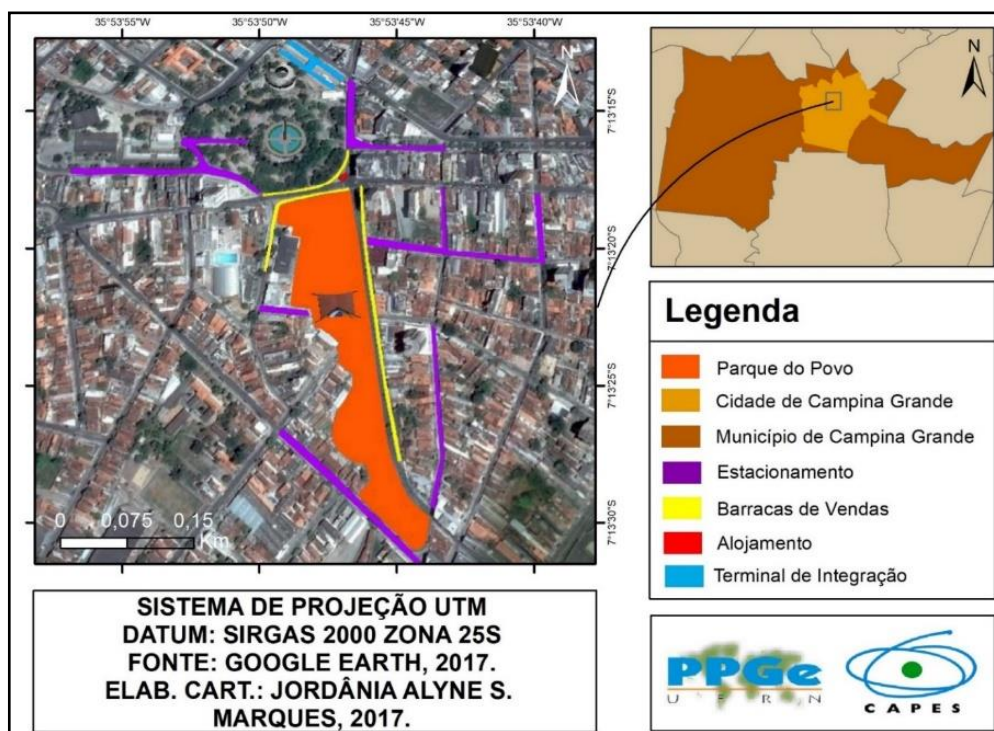 35°53'55"W 35°53'50"W 35°53'45"W 35°53'40"W
N
7°13'15"S
7°13'20"S
7°13'25"S
7°13'30"S
0 0,075 0,15
Km
N
Legenda
Parque do Povo
Cidade de Campina Grande
Município de Campina Grande
Estacionamento
Barracas de Vendas
Alojamento
Terminal de Integração
SISTEMA DE PROJEÇÃO UTM
DATUM: SIRGAS 2000 ZONA 25S
FONTE: GOOGLE EARTH, 2017.
ELAB. CART.: JORDÂNIA ALYNE S.
MARQUES, 2017.
PPGe
UFRN
CAPES